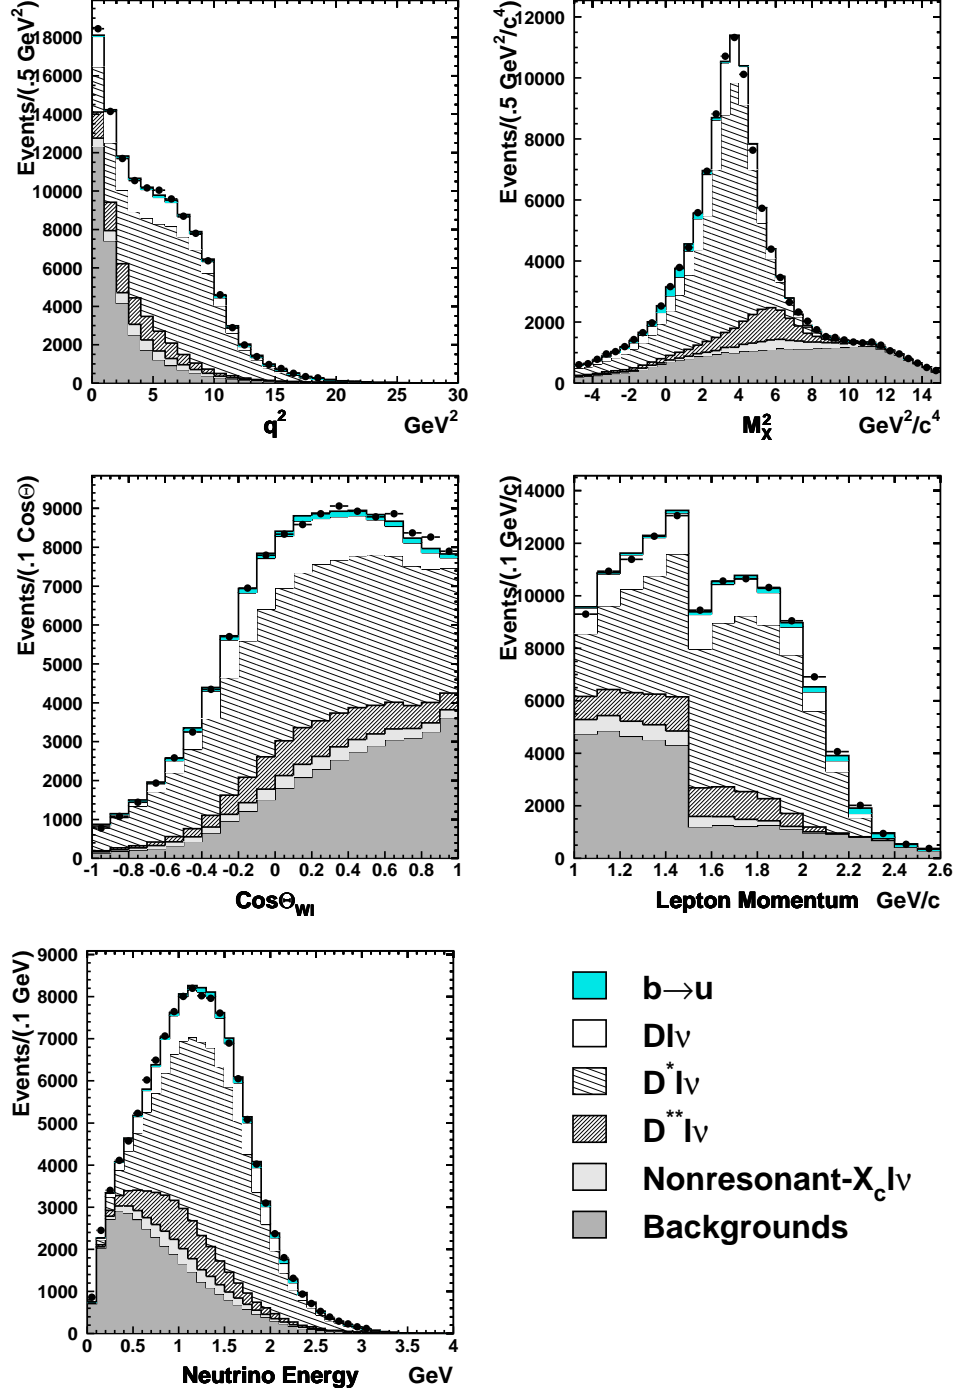 Events/(.5 GeV²)
18000
16000
14000
12000
10000
8000
6000
4000
2000
0
0 5 10 15 20 25 30
q² GeV²
Events/(.5 GeV²/c⁴)
12000
10000
8000
6000
4000
2000
0
-4 -2 0 2 4 6 8 10 12 14
M²X GeV²/c⁴
Events/(.1 CosΘ)
9000
8000
7000
6000
5000
4000
3000
2000
1000
0
-1 -0.8 -0.6 -0.4 -0.2 0 0.2 0.4 0.6 0.8 1
CosΘWl
Events/(.1 GeV/c)
14000
12000
10000
8000
6000
4000
2000
0
1 1.2 1.4 1.6 1.8 2 2.2 2.4 2.6
Lepton Momentum GeV/c
Events/(.1 GeV)
9000
8000
7000
6000
5000
4000
3000
2000
1000
0
0 0.5 1 1.5 2 2.5 3 3.5 4
Neutrino Energy GeV
b→u
Dlν
D*lν
D**lν
Nonresonant-Xclν
Backgrounds